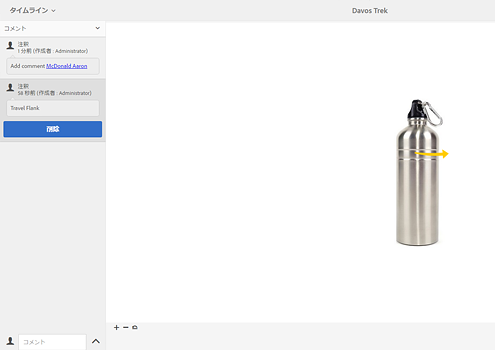 タイムライン
Davos Trek
コメント
注釈
1 分前 (作成者 : Administrator)
Add comment McDonald Aaron
注釈
58 秒前 (作成者 : Administrator)
Travel Flank
削除
コメント